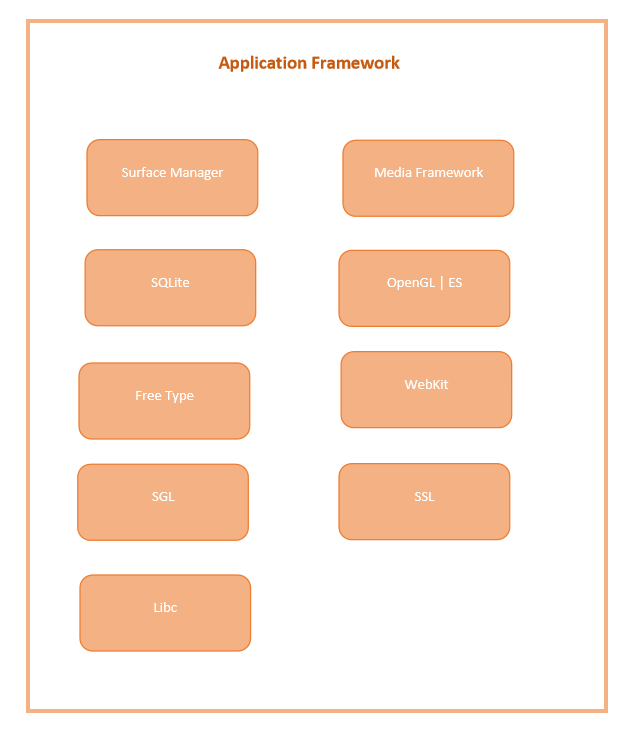 Application Framework
Surface Manager
Media Framework
SQLite
OpenGL | ES
Free Type
WebKit
SGL
SSL
Libc